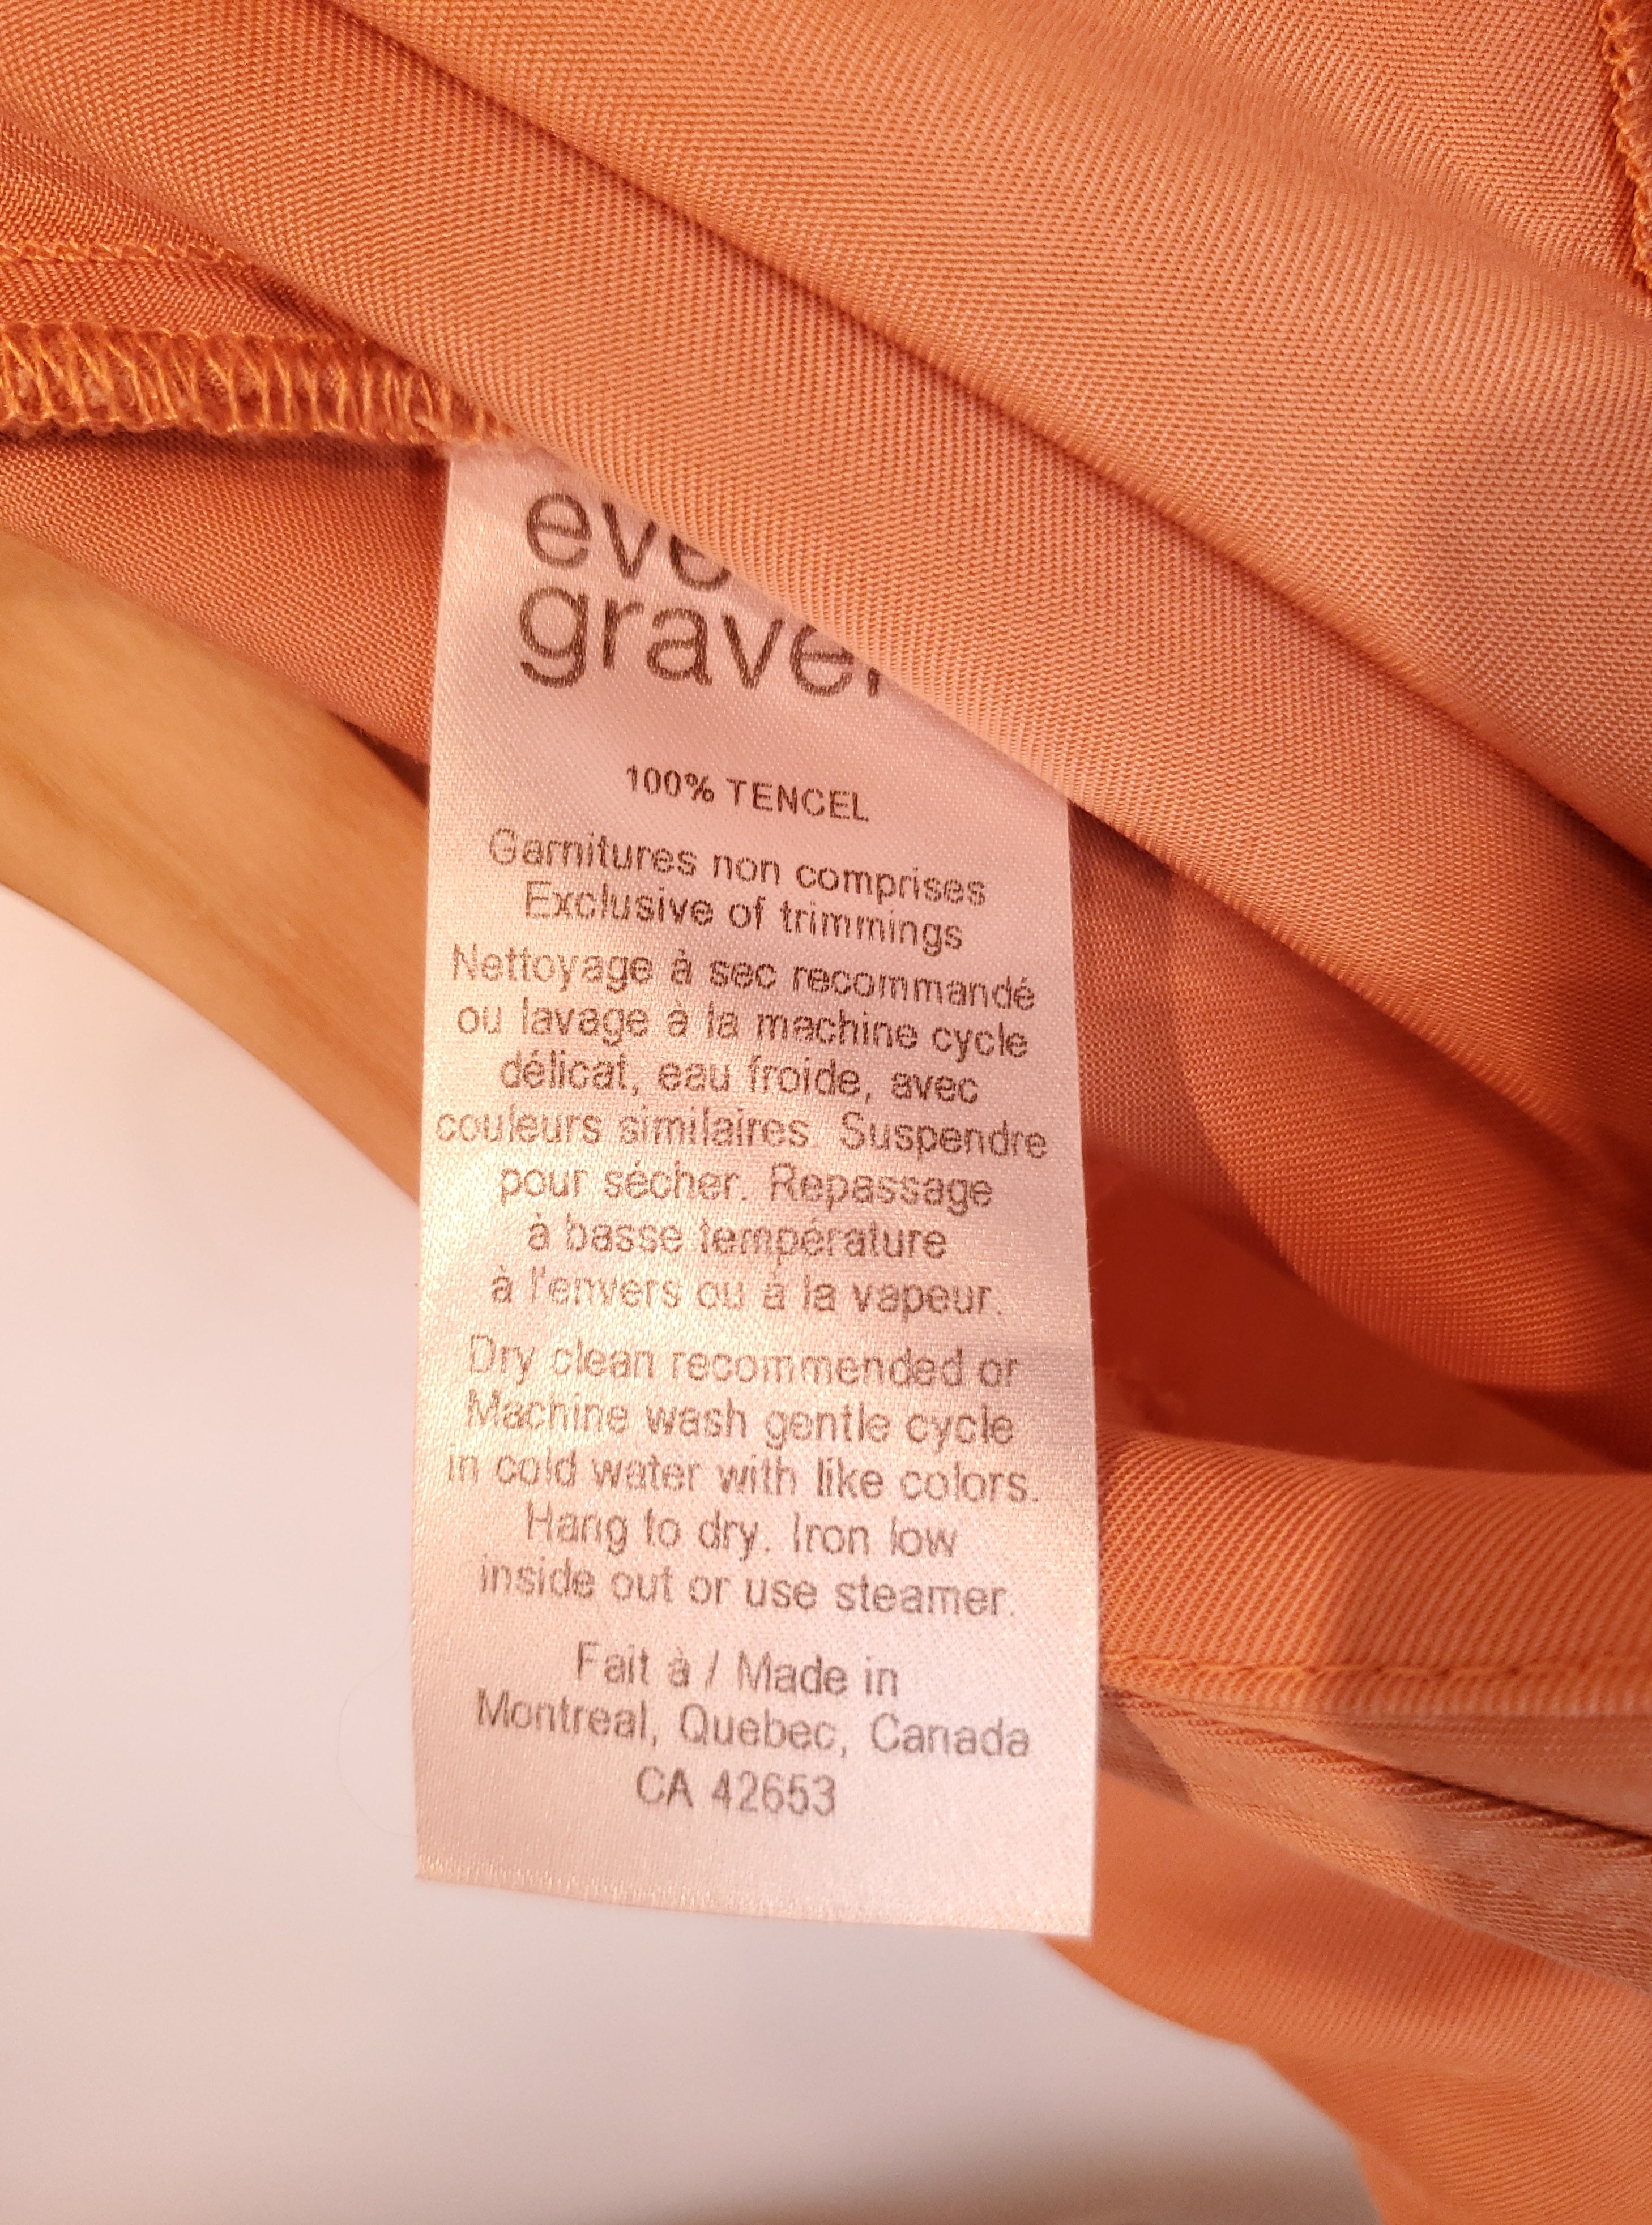 eve
gravel
100% TENCEL
Garnitures non comprises
Exclusive of trimmings
Nettoyage à sec recommandé
ou lavage à la machine cycle
délicat, eau froide, avec
couleurs similaires. Suspendre
pour sécher. Repassage
à basse température
à l'envers ou à la vapeur.
Dry clean recommended or
Machine wash gentle cycle
in cold water with like colors.
Hang to dry. Iron low
inside out or use steamer.
Fait à / Made in
Montreal, Quebec, Canada
CA 42653